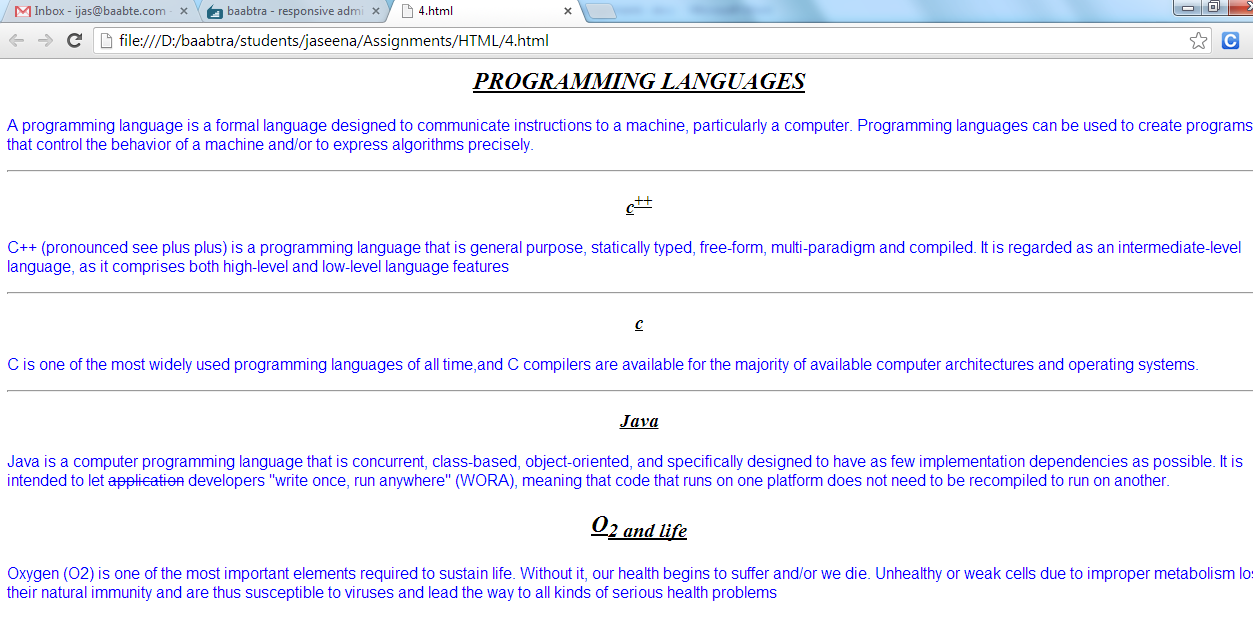 Inbox - ijas@baabte.com - baabtra - responsive admi 4.html
file:///D:/baabtra/students/jaseena/Assignments/HTML/4.html
PROGRAMMING LANGUAGES
A programming language is a formal language designed to communicate instructions to a machine, particularly a computer. Programming languages can be used to create programs
that control the behavior of a machine and/or to express algorithms precisely.
c++
C++ (pronounced see plus plus) is a programming language that is general purpose, statically typed, free-form, multi-paradigm and compiled. It is regarded as an intermediate-level
language, as it comprises both high-level and low-level language features
c
C is one of the most widely used programming languages of all time,and C compilers are available for the majority of available computer architectures and operating systems.
Java
Java is a computer programming language that is concurrent, class-based, object-oriented, and specifically designed to have as few implementation dependencies as possible. It is
intended to let application developers "write once, run anywhere" (WORA), meaning that code that runs on one platform does not need to be recompiled to run on another.
O2 and life
Oxygen (O2) is one of the most important elements required to sustain life. Without it, our health begins to suffer and/or we die. Unhealthy or weak cells due to improper metabolism los
their natural immunity and are thus susceptible to viruses and lead the way to all kinds of serious health problems